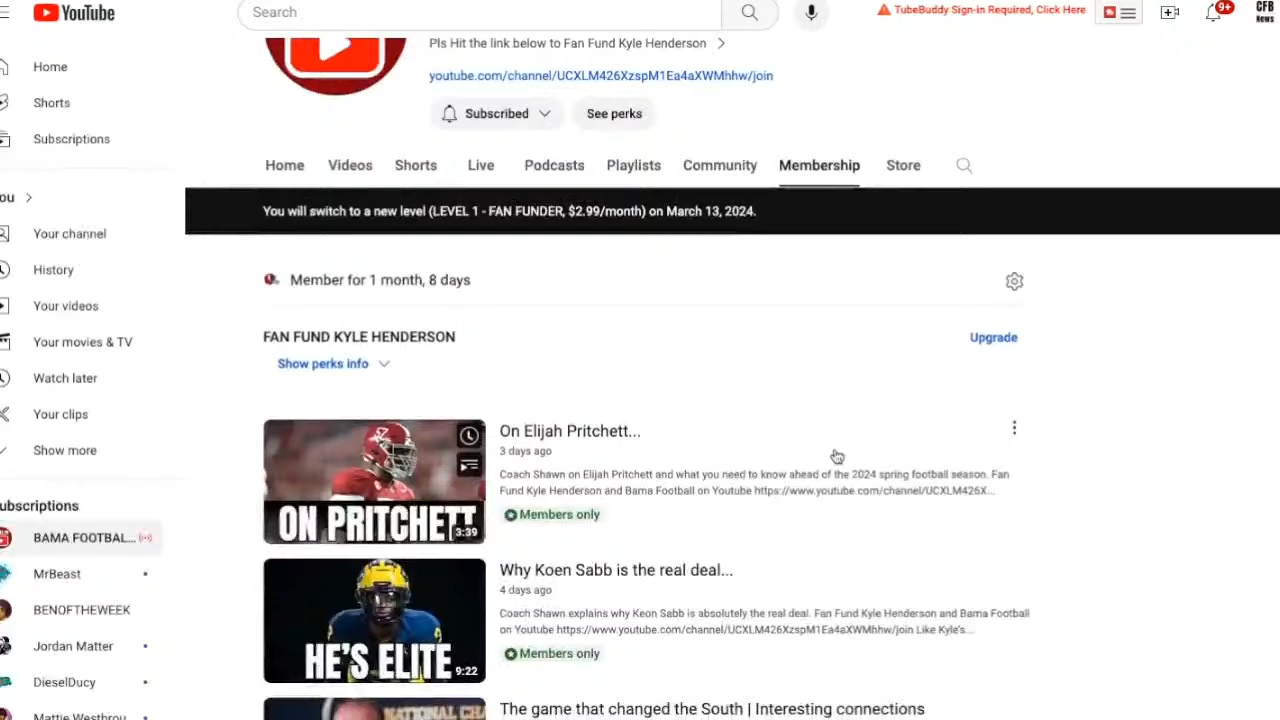 YouTube
Search
TubeBuddy Sign-in Required, Click Here
9+
CFB
News
Pls Hit the link below to Fan Fund Kyle Henderson
youtube.com/channel/UCXLM426XzspM1Ea4aXWMhhw/join
Subscribed
See perks
Home
Shorts
Subscriptions
ou
Your channel
History
Your videos
Your movies & TV
Watch later
Your clips
Show more
ubscriptions
BAMA FOOTBAL...
MrBeast
BENOFTHEWEEK
Jordan Matter
DieselDucy
Mattie Westbrou
Home Videos Shorts Live Podcasts Playlists Community Membership Store
You will switch to a new level (LEVEL 1 - FAN FUNDER, $2.99/month) on March 13, 2024.
Member for 1 month, 8 days
FAN FUND KYLE HENDERSON
Upgrade
Show perks info
ON PRITCHETT
3:39
On Elijah Pritchett...
3 days ago
Coach Shawn on Elijah Pritchett and what you need to know ahead of the 2024 spring football season. Fan
Fund Kyle Henderson and Bama Football on Youtube https://www.youtube.com/channel/UCXLM426X...
Members only
HE'S ELITE
9:22
Why Koen Sabb is the real deal...
4 days ago
Coach Shawn explains why Keon Sabb is absolutely the real deal. Fan Fund Kyle Henderson and Bama Football
on Youtube https://www.youtube.com/channel/UCXLM426XzspM1Ea4aXWMhhw/join Like Kyle's...
Members only
NATIONAL CHA
The game that changed the South | Interesting connections